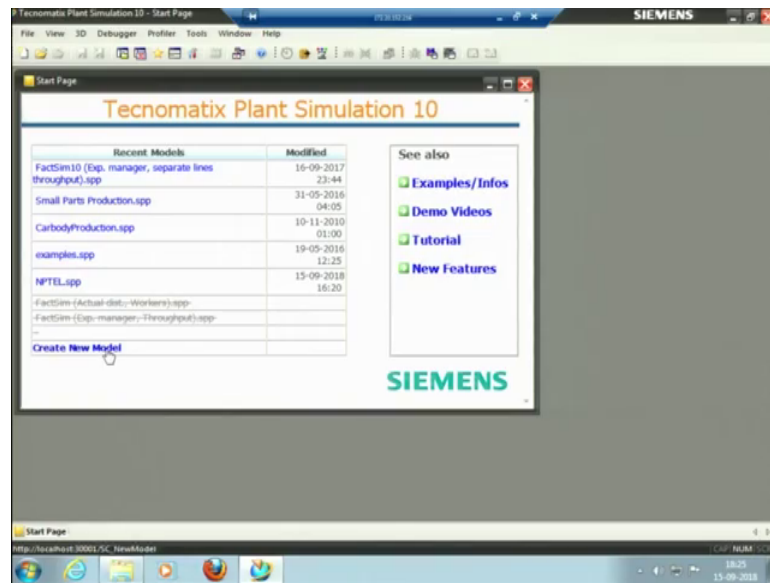 Tecnomatix Plant Simulation 10 - Start Page
SIEMENS
File View 3D Debugger Profiler Tools Window Help
Start Page
Tecnomatix Plant Simulation 10
Recent Models Modified
FactSim10 (Exp. manager, separate lines throughput).spp 16-09-2017 23:44
Small Parts Production.spp 31-05-2016 04:05
CarbodyProduction.spp 10-11-2010 01:00
examples.spp 19-05-2016 12:25
NPTEL.spp 15-09-2018 16:20
FactSim (Actual dist., Workers).spp
FactSim (Exp. manager, Throughput).spp
-
Create New Model
See also
Examples/Infos
Demo Videos
Tutorial
New Features
SIEMENS
Start Page
http://localhost:30001/SC_NewModel
CAP NUM
18:25
15-09-2018